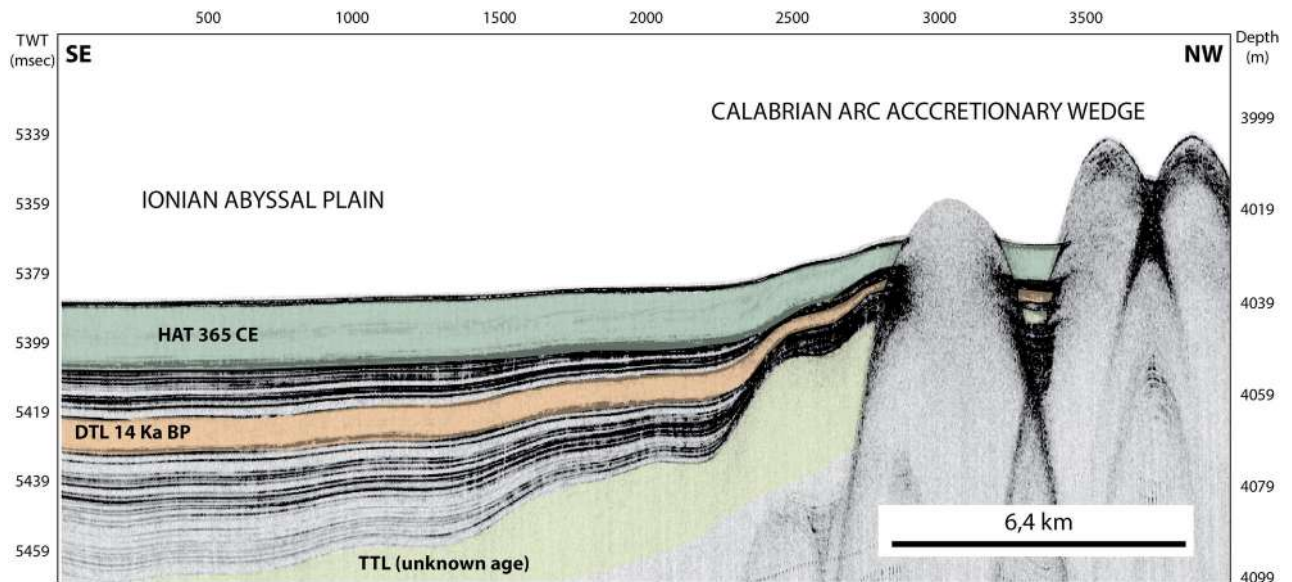 500 1000 1500 2000 2500 3000 3500
TWT
(msec)
SE
NW
Depth
(m)
CALABRIAN ARC ACCCRETIONARY WEDGE
IONIAN ABYSSAL PLAIN
5339
5359
5379
5399
5419
5439
5459
3999
4019
4039
4059
4079
4099
HAT 365 CE
DTL 14 Ka BP
TTL (unknown age)
6,4 km